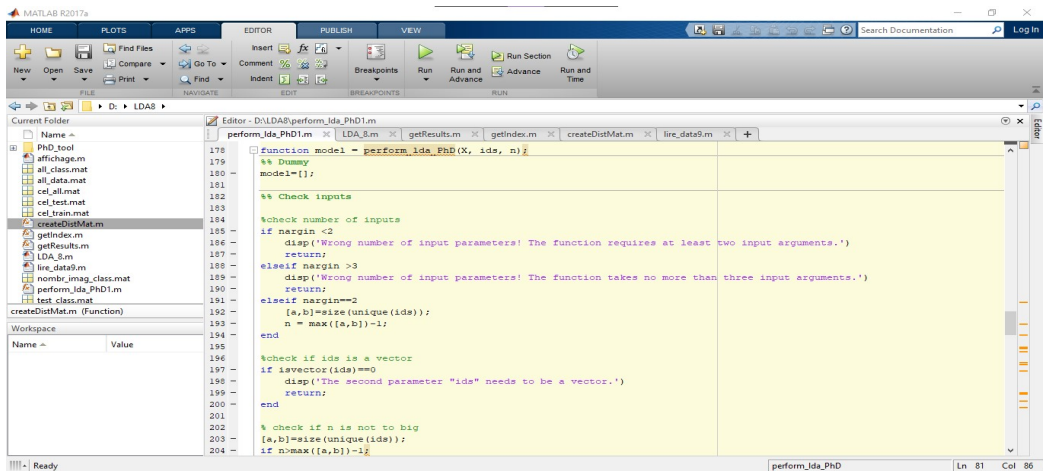 MATLAB R2017a
HOME PLOTS APPS EDITOR PUBLISH VIEW
Search Documentation Log In
New Open Save Find Files Compare Print
Go To Find
Insert fx Comment Indent
Breakpoints Run Run and Advance Run Section Advance Run and Time
FILE NAVIGATE EDIT BREAKPOINTS RUN
D: LDA8
Current Folder
Name
PhD_tool
affichage.m
all_class.mat
all_data.mat
cel_all.mat
cel_test.mat
cel_train.mat
createDistMat.m
getIndex.m
getResults.m
LDA_8.m
lire_data9.m
nombr_imag_class.mat
perform_lda_PhD1.m
test_class.mat
createDistMat.m (Function)
Workspace
Name Value
Editor - D:\LDA8\perform_lda_PhD1.m
perform_lda_PhD1.m LDA_8.m getResults.m getIndex.m createDistMat.m lire_data9.m
Editor
178 function model = perform_lda_PhD(X, ids, n);
179 %% Dummy
180 model=[];
181
182 %% Check inputs
183
184 %check number of inputs
185 if nargin <2
186 disp('Wrong number of input parameters! The function requires at least two input arguments.')
187 return;
188 elseif nargin >3
189 disp('Wrong number of input parameters! The function takes no more than three input arguments.')
190 return;
191 elseif nargin==2
192 [a,b]=size(unique(ids));
193 n = max([a,b])-1;
194 end
195
196 %check if ids is a vector
197 if isvector(ids)==0
198 disp('The second parameter "ids" needs to be a vector.')
199 return;
200 end
201
202 % check if n is not to big
203 [a,b]=size(unique(ids));
204 if n>max([a,b])-1;
Ready
perform_lda_PhD Ln 81 Col 86